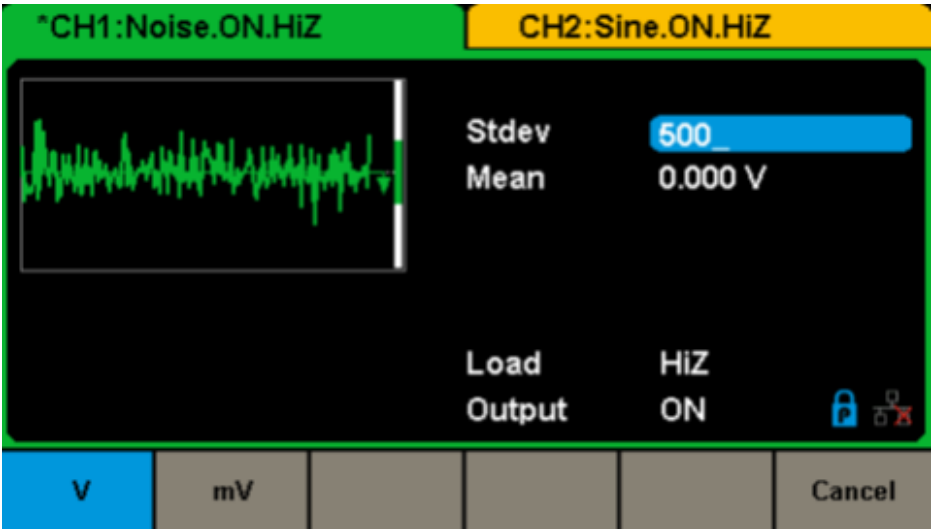 *CH1:Noise.ON.HiZ
CH2:Sine.ON.HiZ
Stdev 500_
Mean 0.000 V
Load HiZ
Output ON
P
V mV Cancel